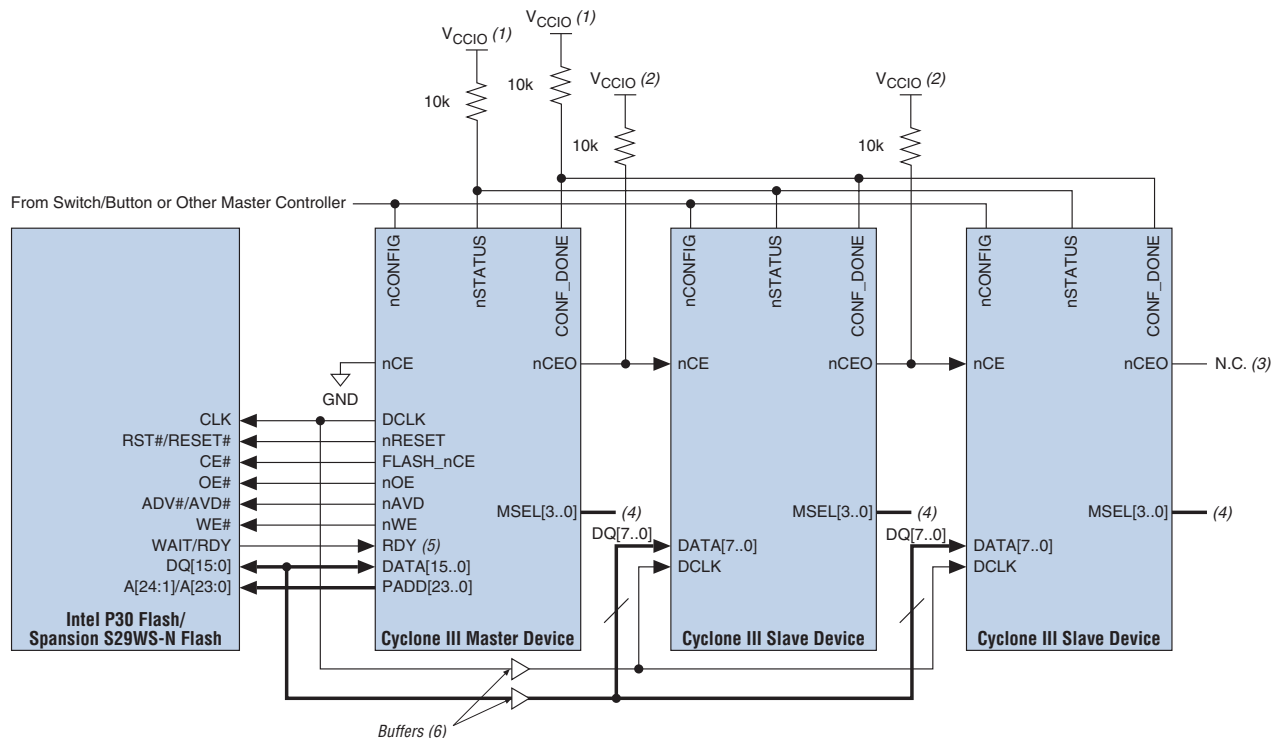 VCCIO (1)
VCCIO (1)
10k
10k
VCCIO (2)
VCCIO (2)
10k
10k
From Switch/Button or Other Master Controller
nCONFIG
nSTATUS
CONF_DONE
nCONFIG
nSTATUS
CONF_DONE
nCONFIG
nSTATUS
CONF_DONE
nCE
nCEO
nCE
nCEO
nCE
nCEO
N.C. (3)
GND
CLK
DCLK
RST#/RESET#
nRESET
CE#
FLASH_nCE
OE#
nOE
ADV#/AVD#
nAVD
WE#
nWE
WAIT/RDY
RDY (5)
DQ[15:0]
DATA[15..0]
A[24:1]/A[23:0]
PADD[23..0]
MSEL[3..0]
(4)
MSEL[3..0]
(4)
MSEL[3..0]
(4)
DQ[7..0]
DATA[7..0]
DCLK
DQ[7..0]
DATA[7..0]
DCLK
Intel P30 Flash/
Spansion S29WS-N Flash
Cyclone III Master Device
Cyclone III Slave Device
Cyclone III Slave Device
Buffers (6)